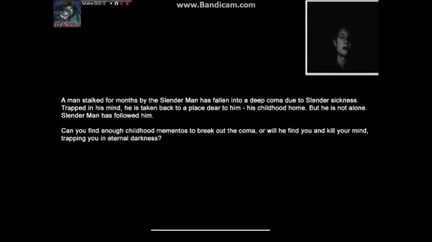 www.Bandicam.com
A man stalked for months by the Slender Man has fallen into a deep coma due to Slender sickness.
Trapped in his mind, he is taken back to a place dear to him - his childhood home. But he is not alone.
Slender Man has followed him.
Can you find enough childhood mementos to break out the coma, or will he find you and kill your mind,
trapping you in eternal darkness?